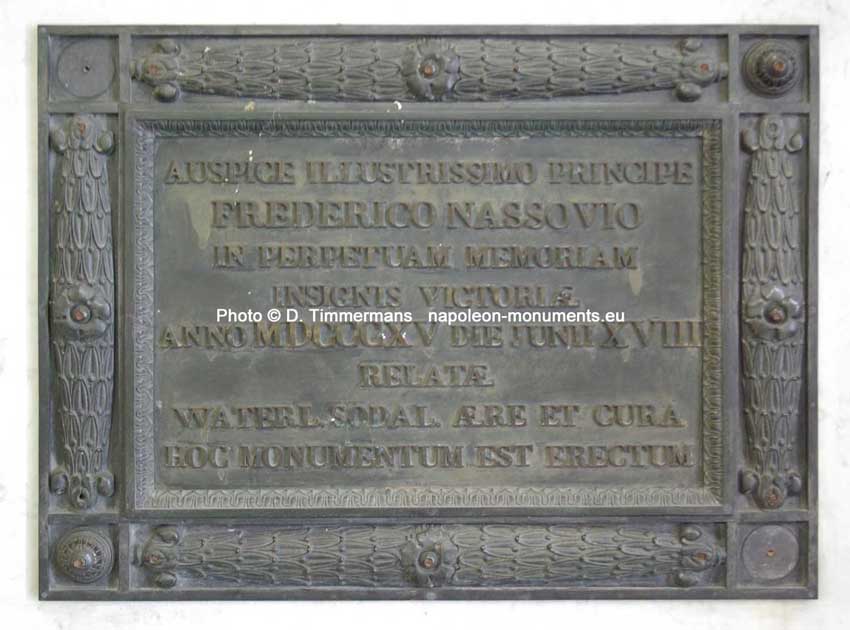 AUSPICE ILLUSTRISSIMO PRINCIPE
FREDERICO NASSOVIO
IN PERPETUAM MEMORIAM
INSIGNIS VICTORIÆ
Photo © D. Timmermans napoleon-monuments.eu
ANNO MDCCCXV DIE JUNII XVIIII
RELATÆ
WATERL. SODAL. ÆRE ET CURA
HOC MONUMENTUM EST ERECTUM